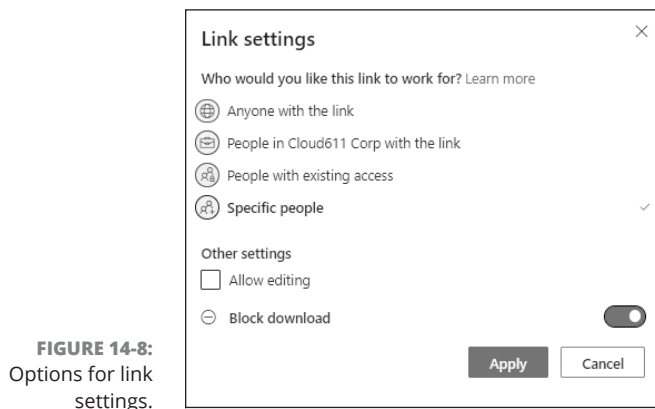 Link settings
Who would you like this link to work for? Learn more
Anyone with the link
People in Cloud611 Corp with the link
People with existing access
Specific people
Other settings
Allow editing
Block download
Apply Cancel
FIGURE 14-8:
Options for link
settings.